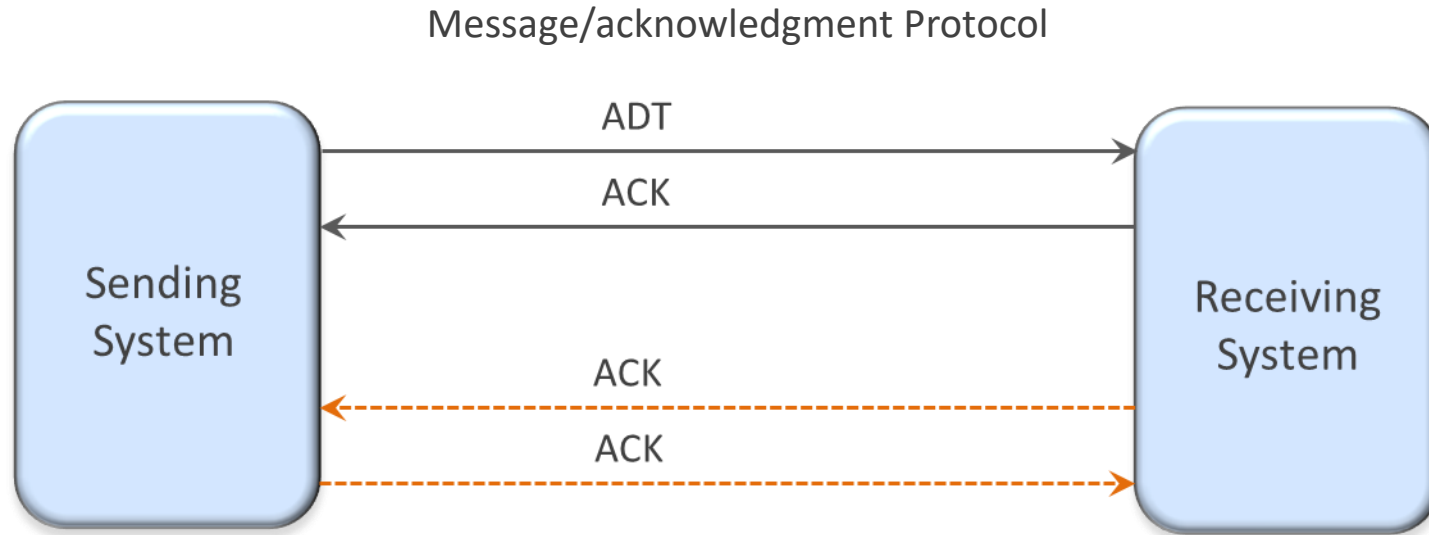 Message/acknowledgment Protocol
ADT
ACK
Sending
System
Receiving
System
ACK
ACK